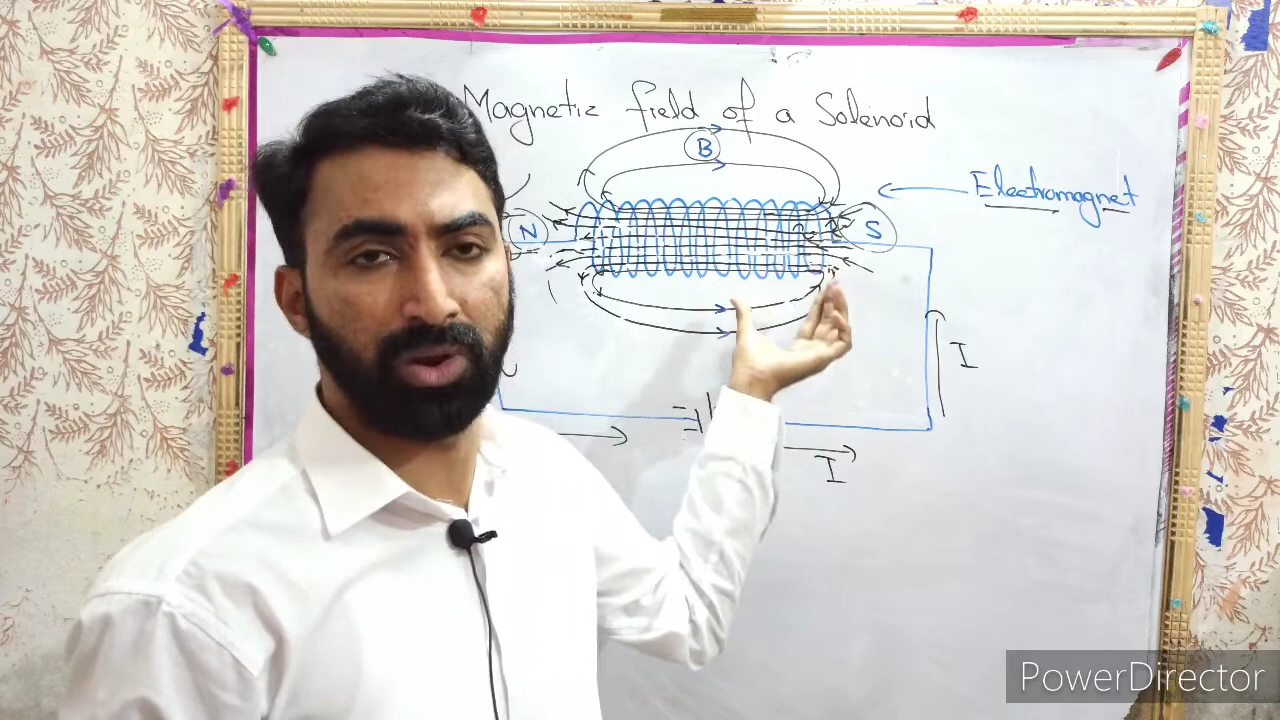 Magnetic field of a Solenoid
B
Electromagnet
N
S
I
I
PowerDirector